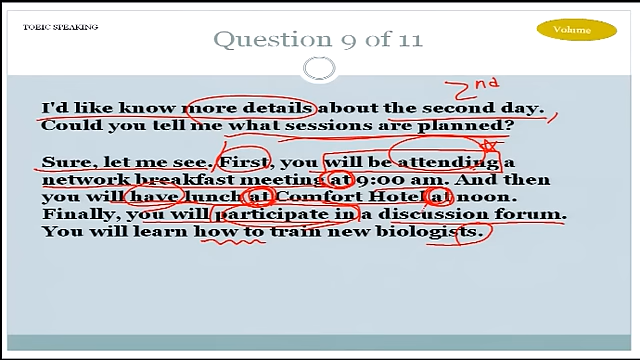 TOEIC SPEAKING
Volume
Question 9 of 11
2nd
I'd like know more details about the second day.
Could you tell me what sessions are planned?
Sure, let me see. First, you will be attending a
network breakfast meeting at 9:00 am. And then
you will have lunch at Comfort Hotel at noon.
Finally, you will participate in a discussion forum.
You will learn how to train new biologists.